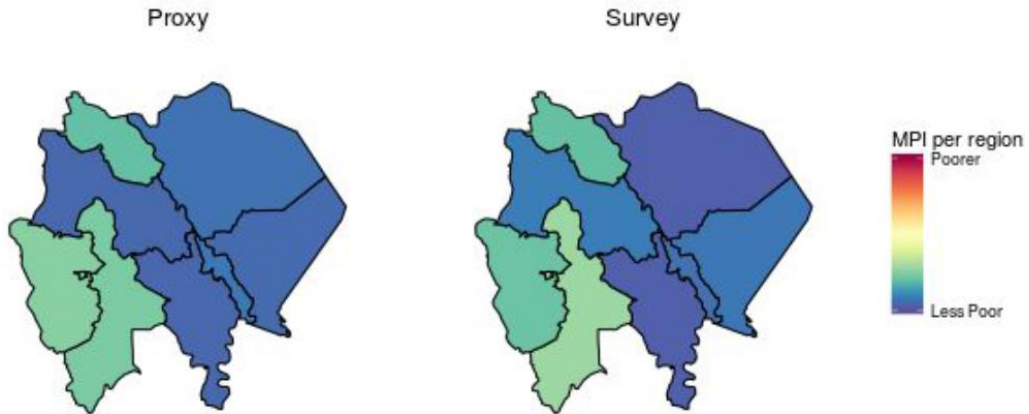 Proxy
Survey
MPI per region
Poorer
Less Poor